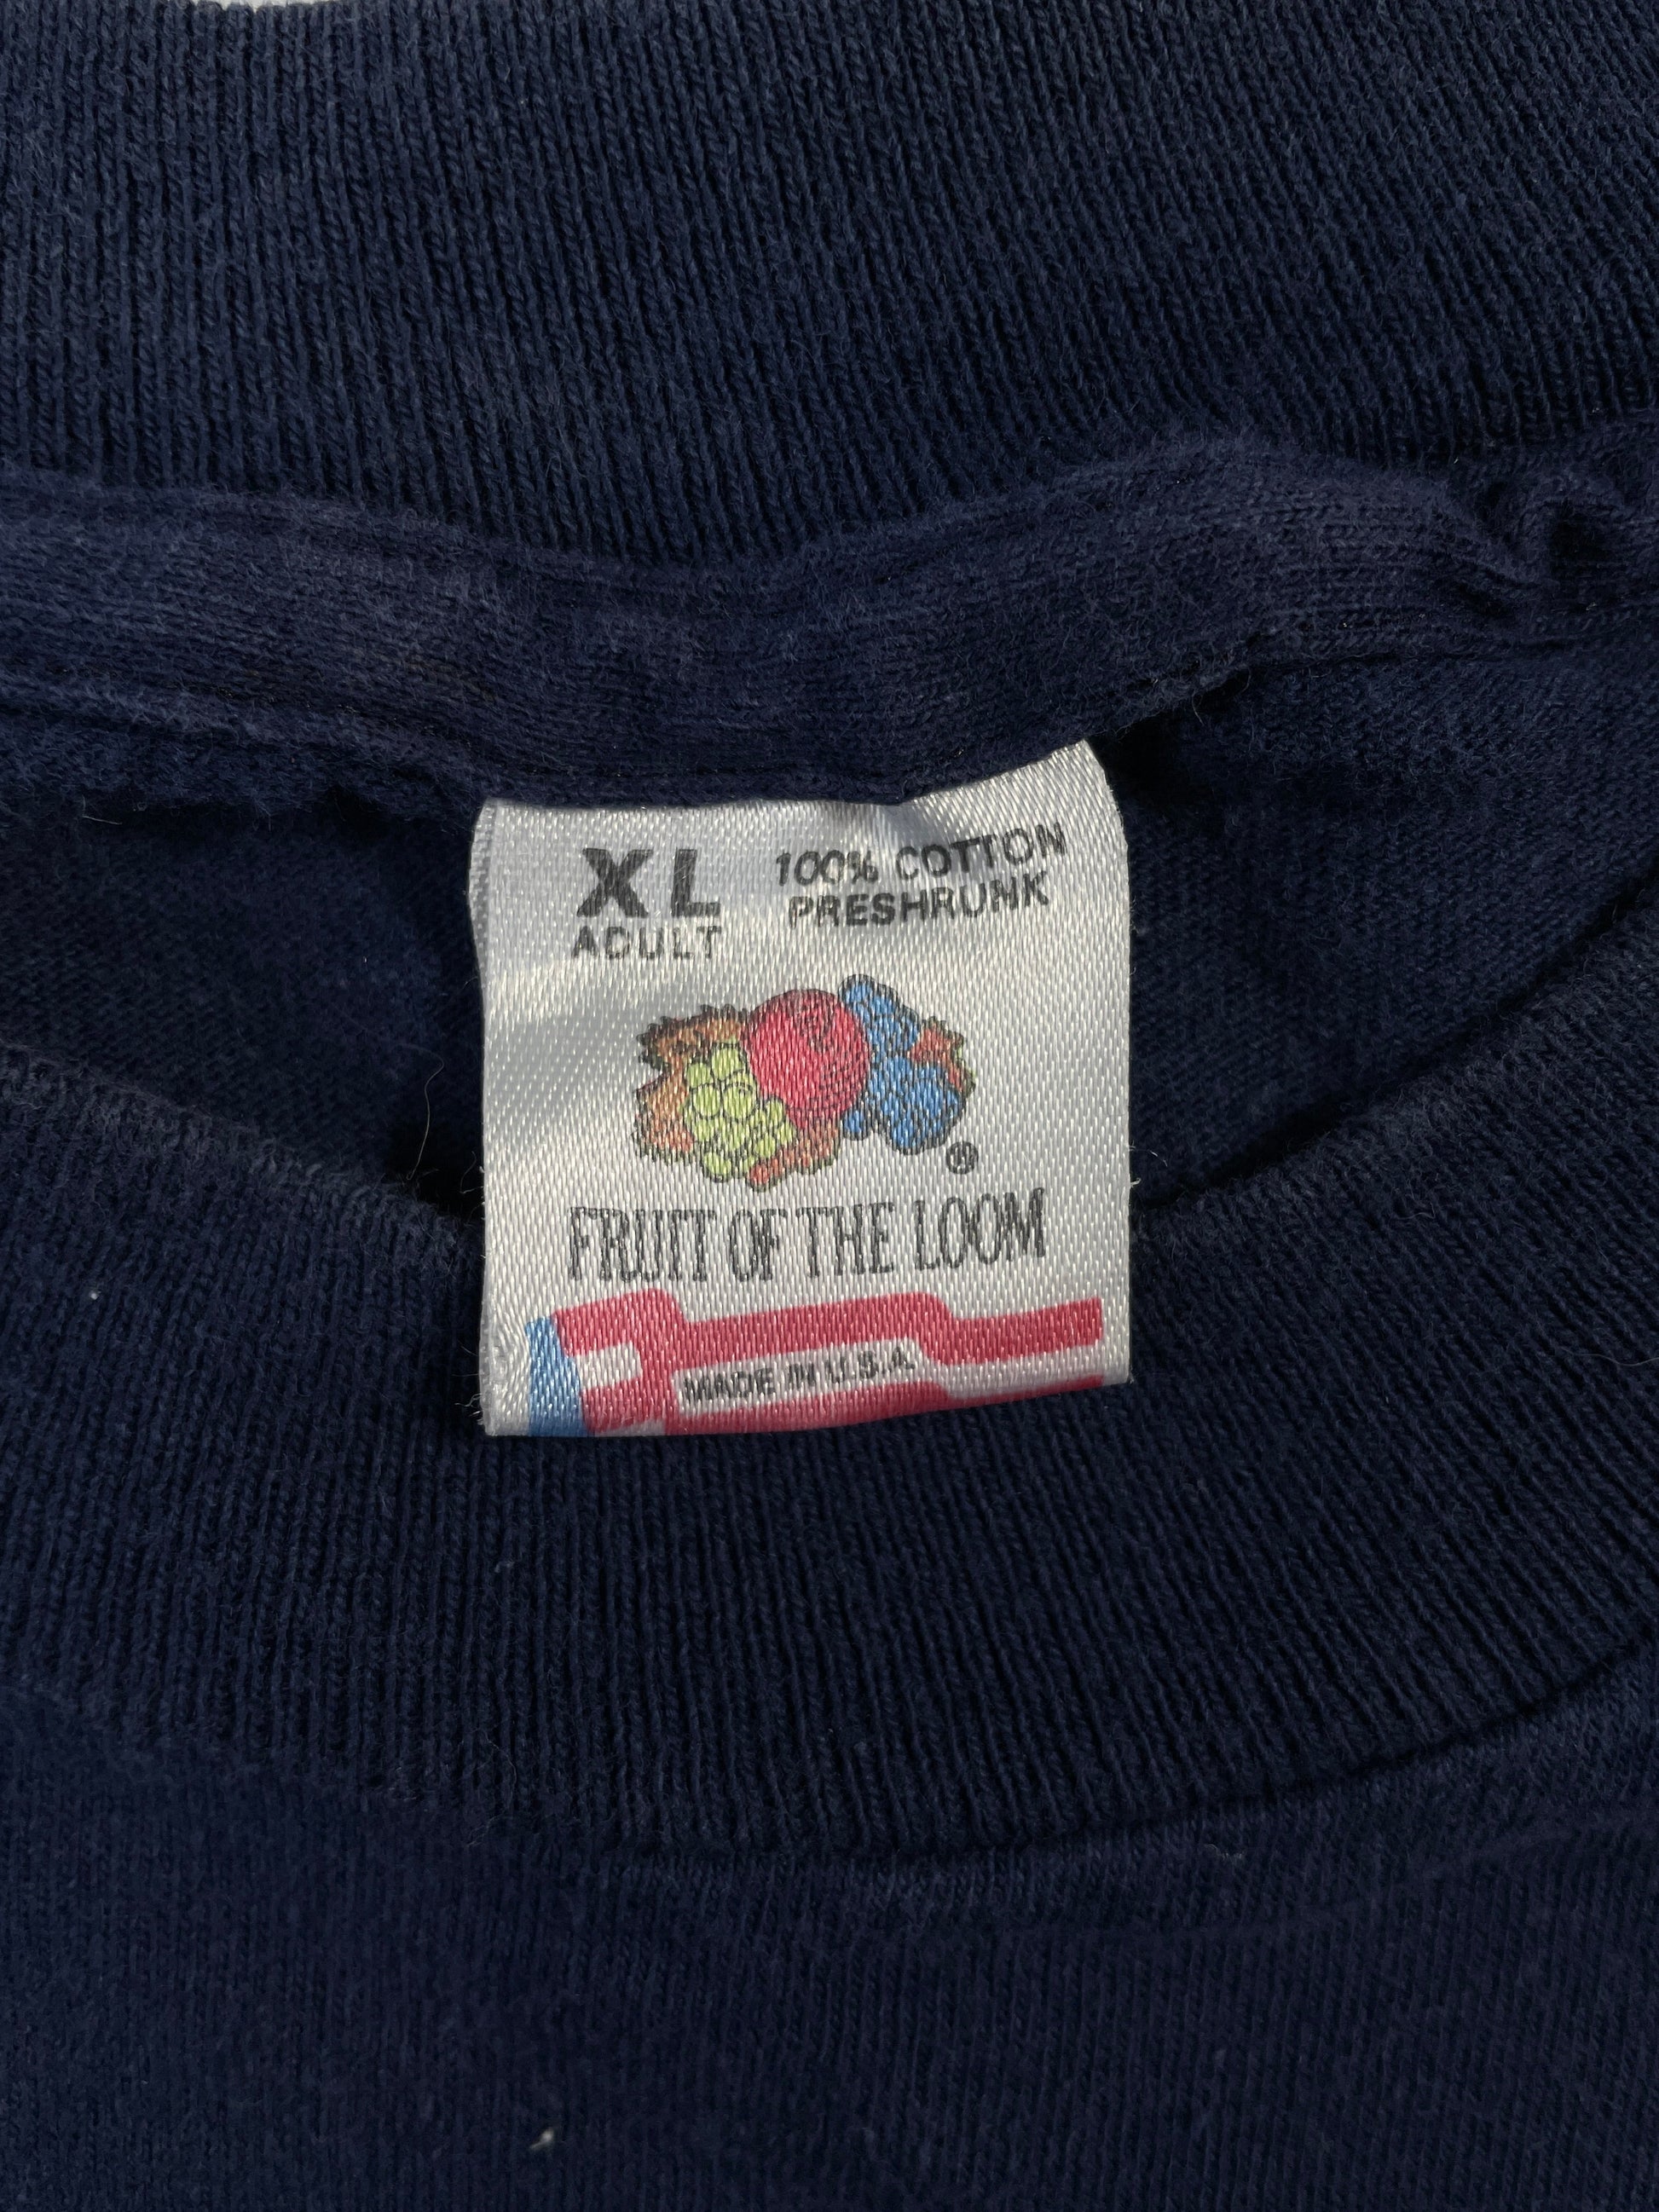 XL
ADULT
100% COTTON
PRESHRUNK
®
FRUIT OF THE LOOM
MADE IN U.S.A.